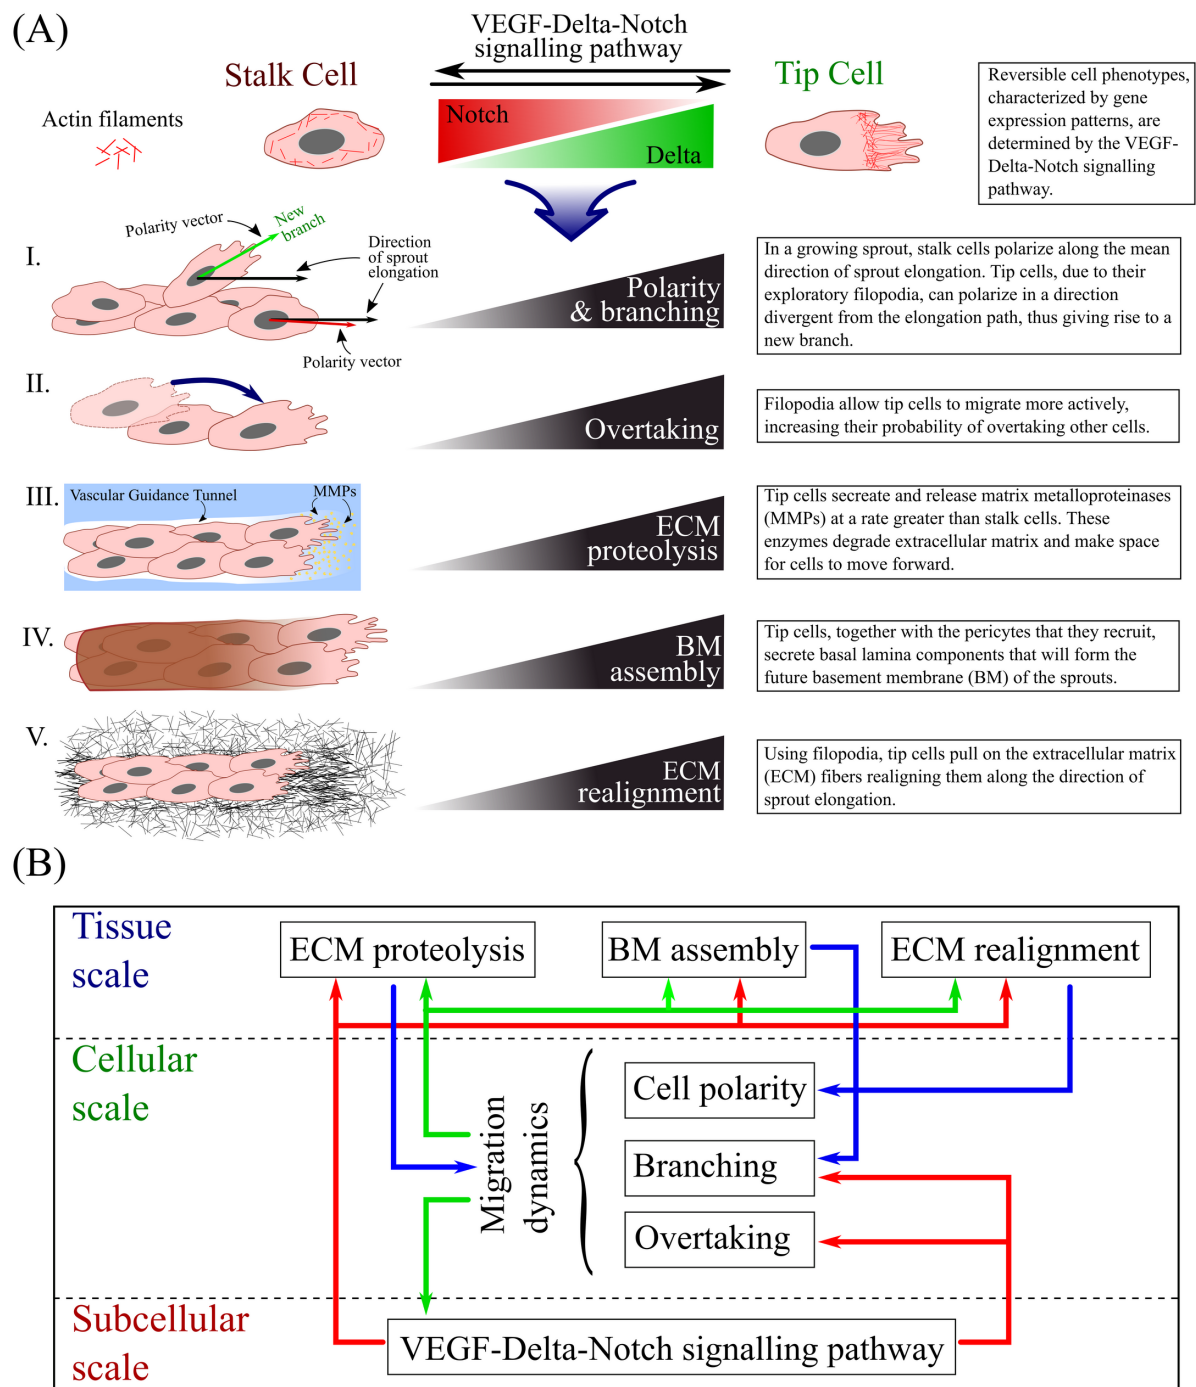 (A)
VEGF-Delta-Notch
signalling pathway
Stalk Cell
Tip Cell
Actin filaments
Notch
Delta
Reversible cell phenotypes,
characterized by gene
expression patterns, are
determined by the VEGF-
Delta-Notch signalling
pathway.
I.
Polarity vector
New
branch
Direction
of sprout
elongation
Polarity vector
Polarity
& branching
In a growing sprout, stalk cells polarize along the mean
direction of sprout elongation. Tip cells, due to their
exploratory filopodia, can polarize in a direction
divergent from the elongation path, thus giving rise to a
new branch.
II.
Overtaking
Filopodia allow tip cells to migrate more actively,
increasing their probability of overtaking other cells.
III.
Vascular Guidance Tunnel
MMPs
ECM
proteolysis
Tip cells secreate and release matrix metalloproteinases
(MMPs) at a rate greater than stalk cells. These
enzymes degrade extracellular matrix and make space
for cells to move forward.
IV.
BM
assembly
Tip cells, together with the pericytes that they recruit,
secrete basal lamina components that will form the
future basement membrane (BM) of the sprouts.
V.
ECM
realignment
Using filopodia, tip cells pull on the extracellular matrix
(ECM) fibers realigning them along the direction of
sprout elongation.
(B)
Tissue
scale
ECM proteolysis
BM assembly
ECM realignment
Cellular
scale
Migration
dynamics
Cell polarity
Branching
Overtaking
Subcellular
scale
VEGF-Delta-Notch signalling pathway